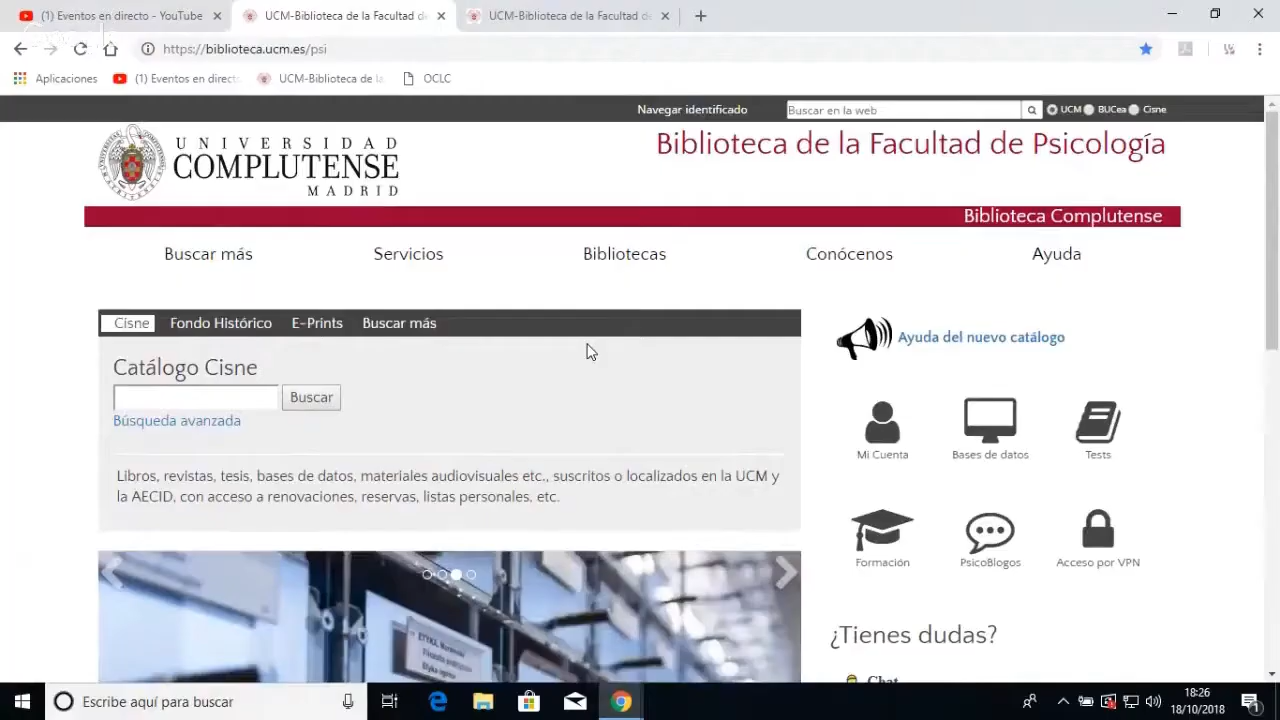 (1) Eventos en directo - YouTube
UCM-Biblioteca de la Facultad de
UCM-Biblioteca de la Facultad de
https://biblioteca.ucm.es/psi
Aplicaciones
(1) Eventos en direct
UCM-Biblioteca de la
OCLC
Navegar identificado
Buscar en la web
UCM
BUCea
Cisne
UNIVERSIDAD
COMPLUTENSE
MADRID
Biblioteca de la Facultad de Psicología
Biblioteca Complutense
Buscar más
Servicios
Bibliotecas
Conócenos
Ayuda
Cisne
Fondo Histórico
E-Prints
Buscar más
Catálogo Cisne
Buscar
Búsqueda avanzada
Libros, revistas, tesis, bases de datos, materiales audiovisuales etc., suscritos o localizados en la UCM y
la AECID, con acceso a renovaciones, reservas, listas personales, etc.
Ayuda del nuevo catálogo
Mi Cuenta
Bases de datos
Tests
Formación
PsicoBlogos
Acceso por VPN
¿Tienes dudas?
Chat
Escribe aquí para buscar
18:26
18/10/2018